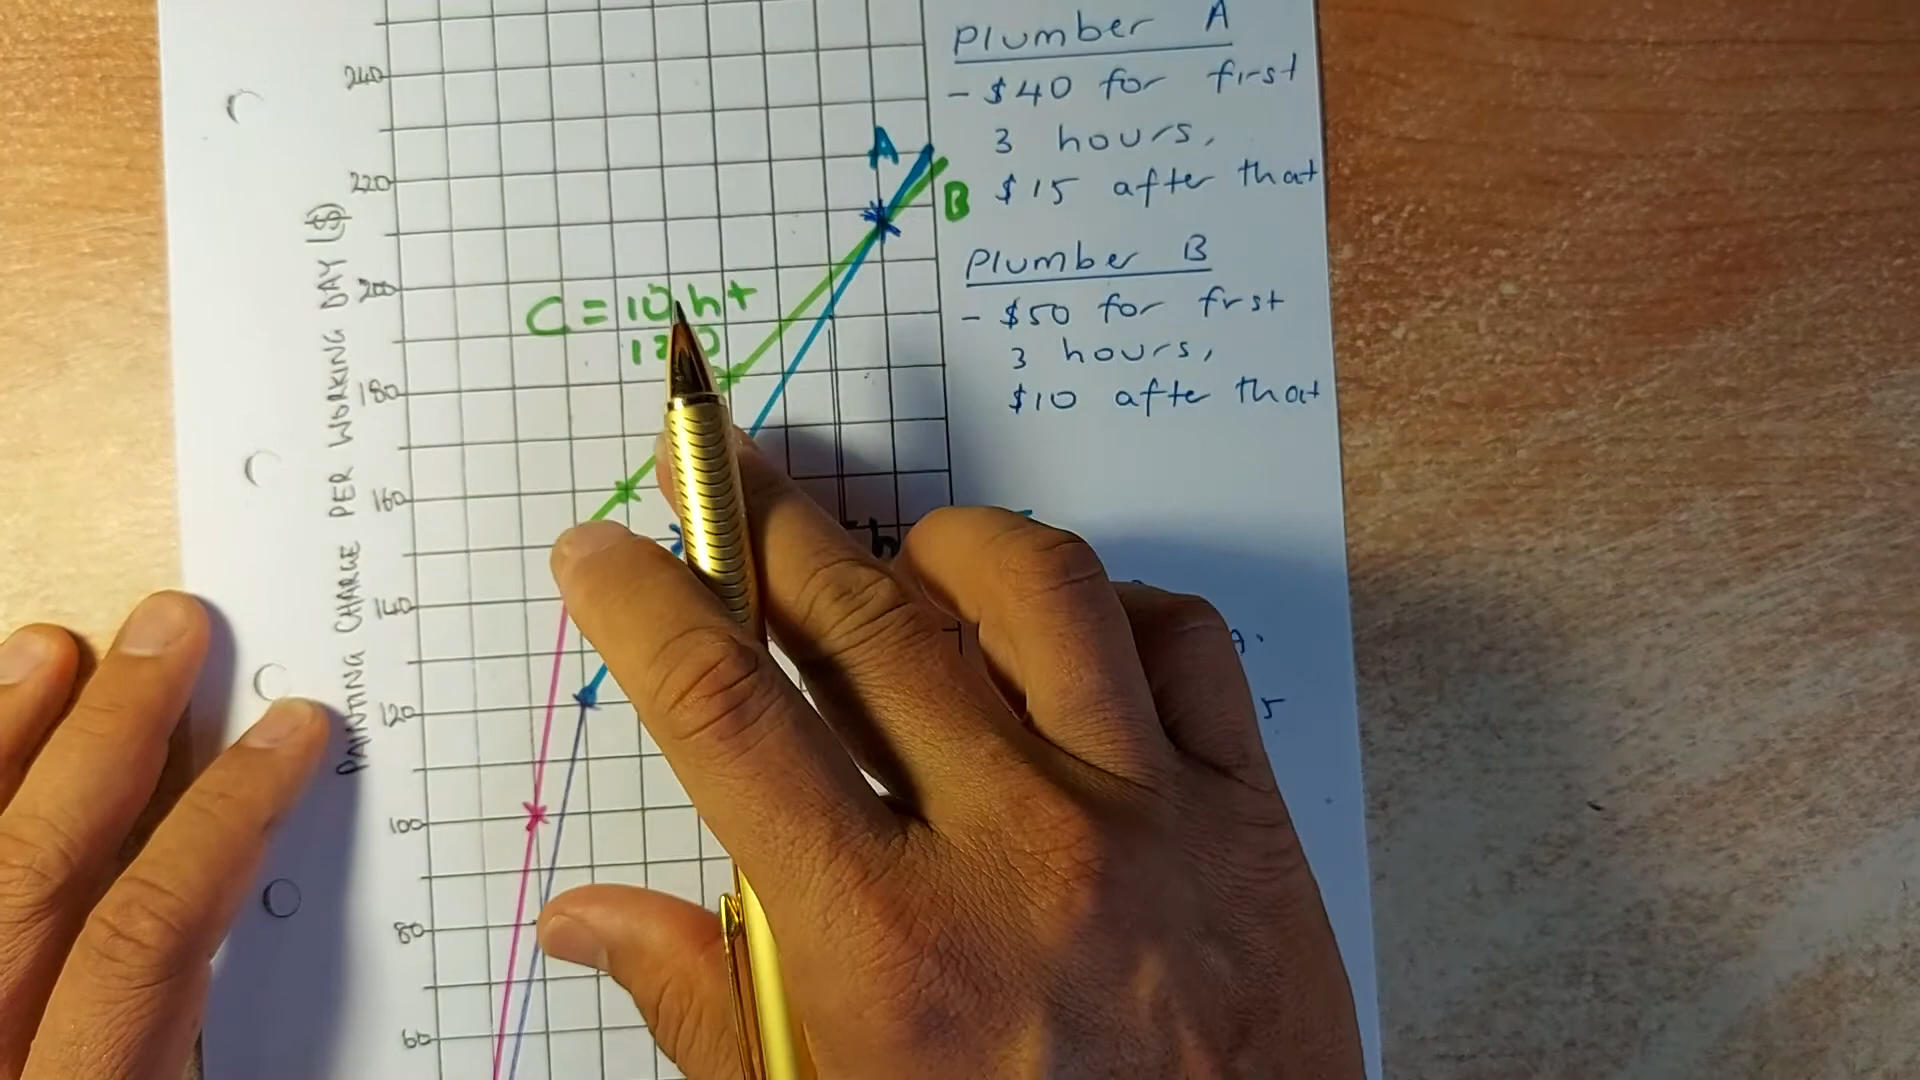 Plumber A
- $40 for first
3 hours,
$15 after that
Plumber B
- $50 for first
3 hours,
$10 after that
PAINTING CHARGE PER WORKING DAY ($)
240
220
200
180
160
140
120
100
80
60
A
B
C = 10h +
h
A.
5